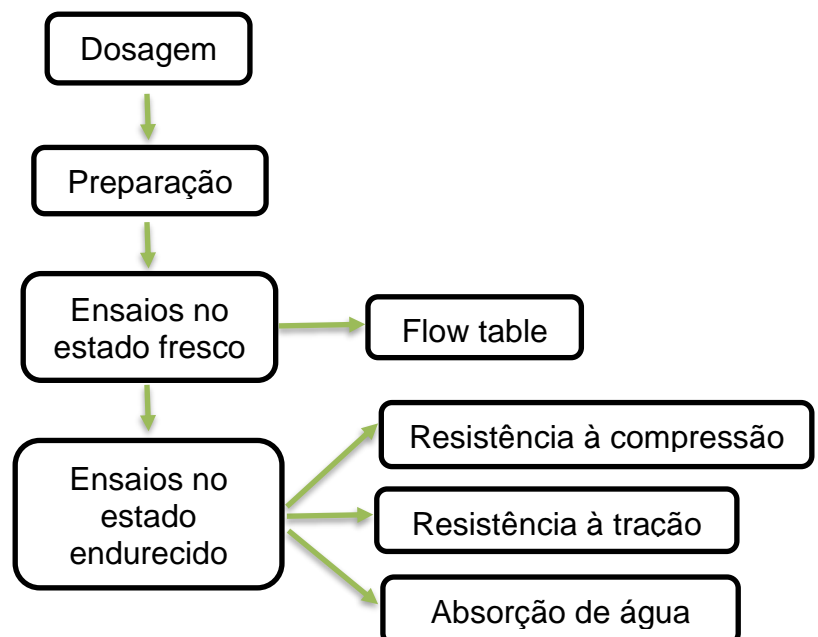 Dosagem
Preparação
Ensaios no
estado fresco
Flow table
Ensaios no
estado
endurecido
Resistência à compressão
Resistência à tração
Absorção de água